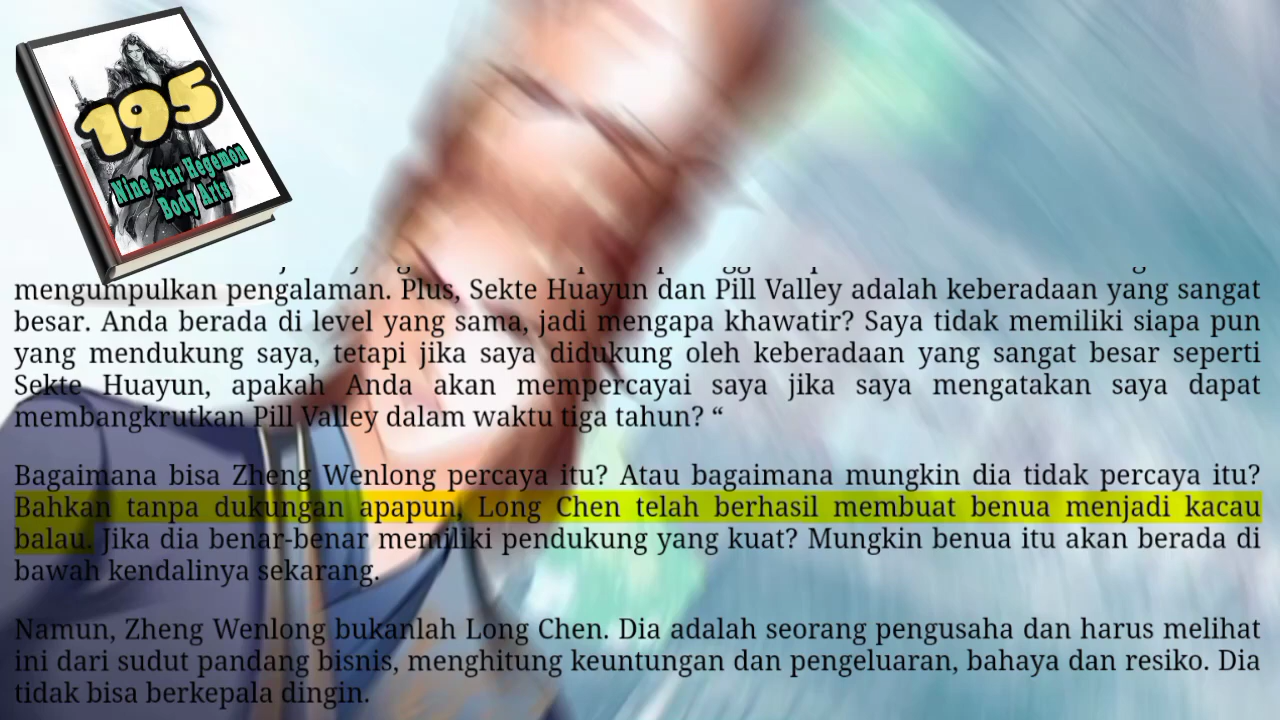 195
Nine Star Hegemon
Body Arts
mengumpulkan pengalaman. Plus, Sekte Huayun dan Pill Valley adalah keberadaan yang sangat
besar. Anda berada di level yang sama, jadi mengapa khawatir? Saya tidak memiliki siapa pun
yang mendukung saya, tetapi jika saya didukung oleh keberadaan yang sangat besar seperti
Sekte Huayun, apakah Anda akan mempercayai saya jika saya mengatakan saya dapat
membangkrutkan Pill Valley dalam waktu tiga tahun? “
Bagaimana bisa Zheng Wenlong percaya itu? Atau bagaimana mungkin dia tidak percaya itu?
Bahkan tanpa dukungan apapun, Long Chen telah berhasil membuat benua menjadi kacau
balau. Jika dia benar-benar memiliki pendukung yang kuat? Mungkin benua itu akan berada di
bawah kendalinya sekarang.
Namun, Zheng Wenlong bukanlah Long Chen. Dia adalah seorang pengusaha dan harus melihat
ini dari sudut pandang bisnis, menghitung keuntungan dan pengeluaran, bahaya dan resiko. Dia
tidak bisa berkepala dingin.